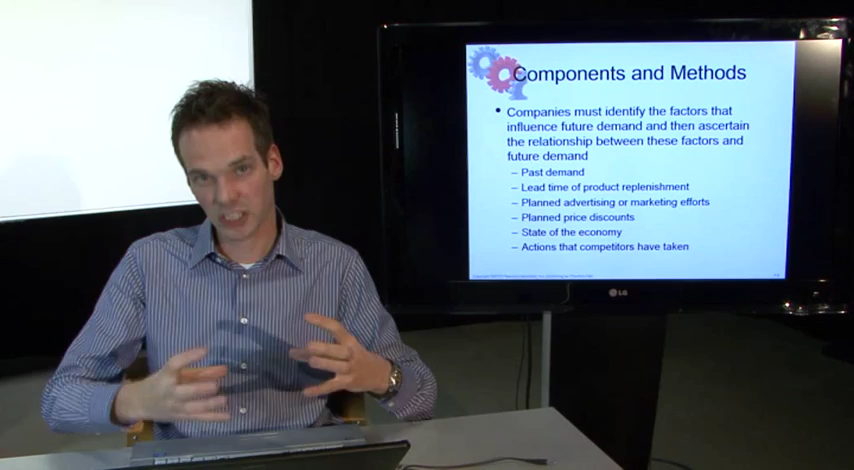 Components and Methods
• Companies must identify the factors that
influence future demand and then ascertain
the relationship between these factors and
future demand
– Past demand
– Lead time of product replenishment
– Planned advertising or marketing efforts
– Planned price discounts
– State of the economy
– Actions that competitors have taken
LG